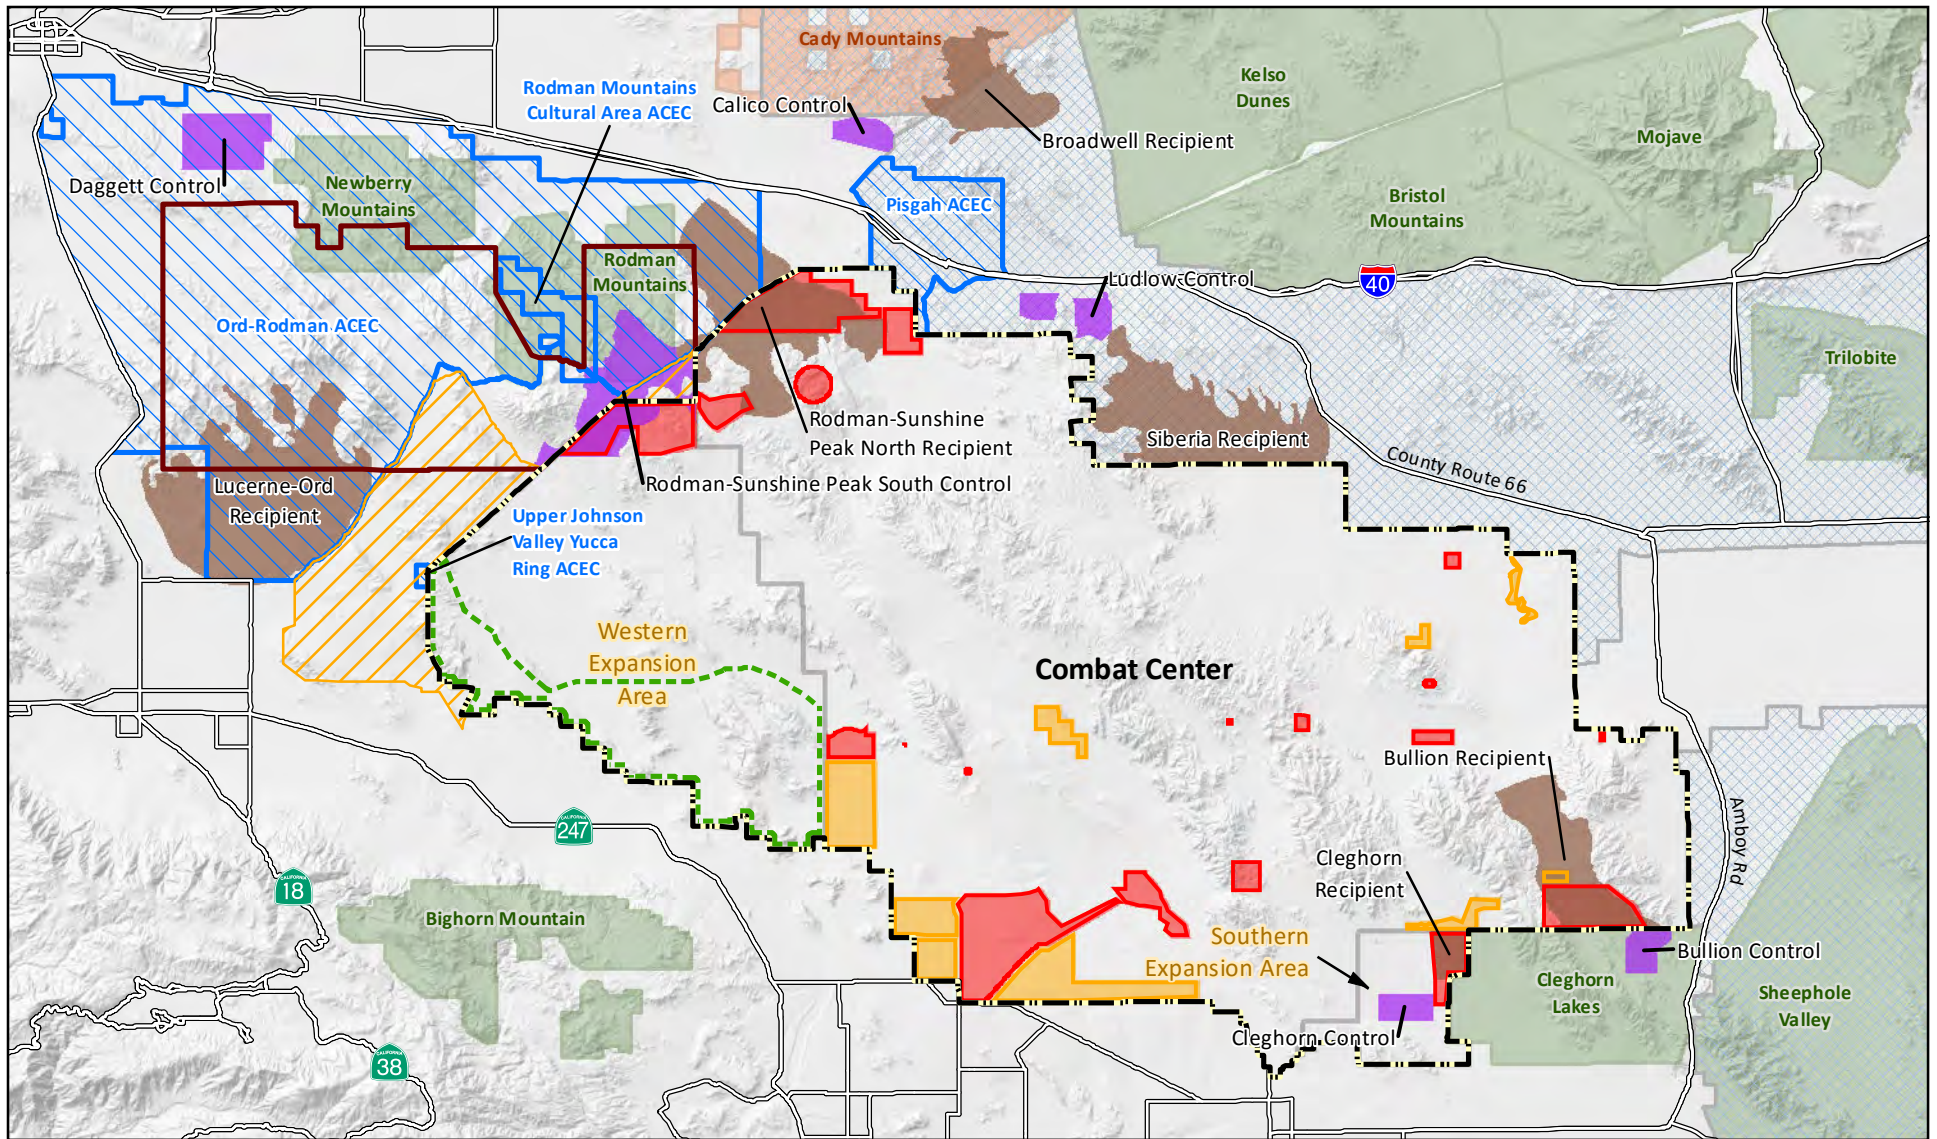 Cady Mountains
Kelso
Dunes
Rodman Mountains
Cultural Area ACEC
Calico Control
Mojave
Broadwell Recipient
Daggett Control
Newberry
Mountains
Pisgah ACEC
Bristol
Mountains
Rodman
Mountains
Ludlow Control
40
Ord-Rodman ACEC
Trilobite
Rodman-Sunshine
Peak North Recipient
Siberia Recipient
County Route 66
Lucerne-Ord
Recipient
Rodman-Sunshine Peak South Control
Upper Johnson
Valley Yucca
Ring ACEC
Western
Expansion
Area
Combat Center
Bullion Recipient
CALIFORNIA
247
Amboy Rd
Cleghorn
Recipient
CALIFORNIA
18
Bighorn Mountain
Southern
Expansion Area
Bullion Control
Cleghorn
Lakes
Sheephole
Valley
Cleghorn Control
CALIFORNIA
38